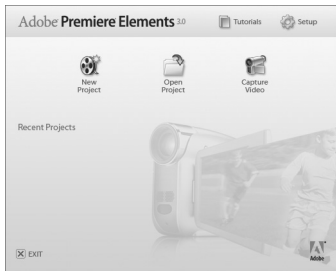 Adobe Premiere Elements 3.0
Tutorials
Setup
New Project
Open Project
Capture Video
Recent Projects
EXIT
Adobe